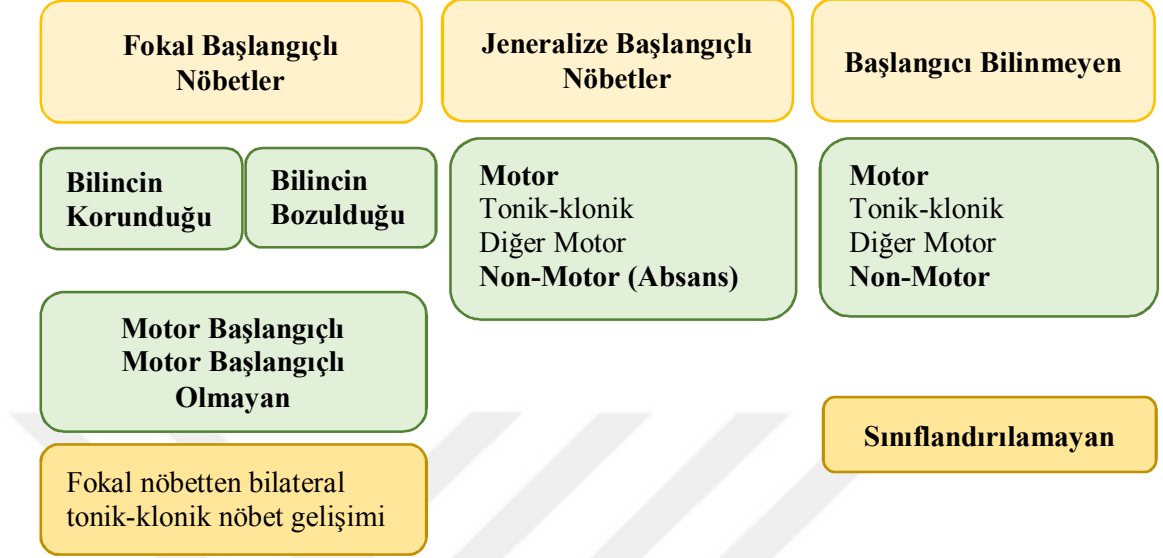 Fokal Başlangıçlı
Nöbetler
Bilincin
Korunduğu
Bilincin
Bozulduğu
Motor Başlangıçlı
Motor Başlangıçlı
Olmayan
Fokal nöbetten bilateral
tonik-klonik nöbet gelişimi
Jeneralize Başlangıçlı
Nöbetler
Motor
Tonik-klonik
Diğer Motor
Non-Motor (Absans)
Başlangıcı Bilinmeyen
Motor
Tonik-klonik
Diğer Motor
Non-Motor
Sınıflandırılamayan